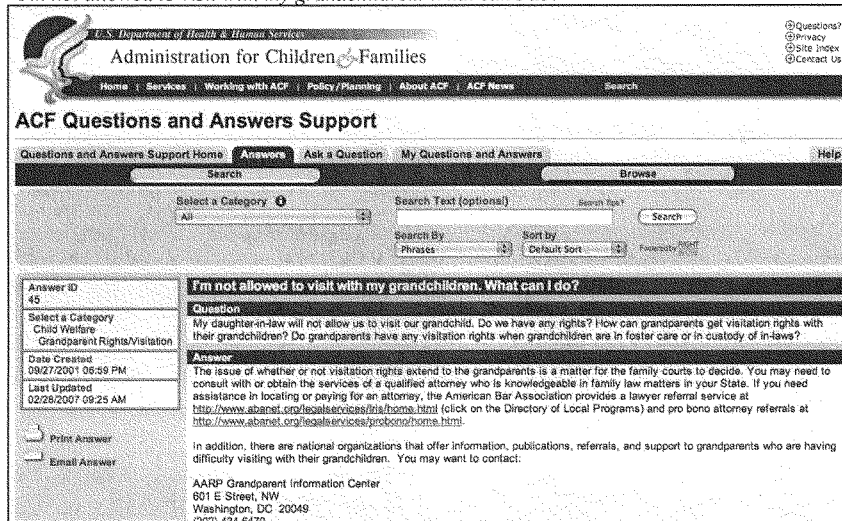 U.S. Department of Health & Human Services
Administration for Children & Families
Questions?
Privacy
Site Index
Contact Us
Home | Services | Working with ACF | Policy/Planning | About ACF | ACF News Search
ACF Questions and Answers Support
Questions and Answers Support Home Answers Ask a Question My Questions and Answers Help
Search Browse
Select a Category Search Text (optional) Search Tips?
All Search
Search By Sort by
Phrases Default Sort Powered by RIGHT
Answer ID
45
Select a Category
Child Welfare
Grandparent Rights/Visitation
Date Created
09/27/2001 06:59 PM
Last Updated
02/28/2007 09:25 AM
Print Answer
Email Answer
I'm not allowed to visit with my grandchildren. What can I do?
Question
My daughter-in-law will not allow us to visit our grandchild. Do we have any rights? How can grandparents get visitation rights with
their grandchildren? Do grandparents have any visitation rights when grandchildren are in foster care or in custody of in-laws?
Answer
The issue of whether or not visitation rights extend to the grandparents is a matter for the family courts to decide. You may need to
consult with or obtain the services of a qualified attorney who is knowledgeable in family law matters in your State. If you need
assistance in locating or paying for an attorney, the American Bar Association provides a lawyer referral service at
http://www.abanet.org/legalservices/lris/home.html (click on the Directory of Local Programs) and pro bono attorney referrals at
http://www.abanet.org/legalservices/probono/home.html.
In addition, there are national organizations that offer information, publications, referrals, and support to grandparents who are having
difficulty visiting with their grandchildren. You may want to contact:
AARP Grandparent Information Center
601 E Street, NW
Washington, DC 20049